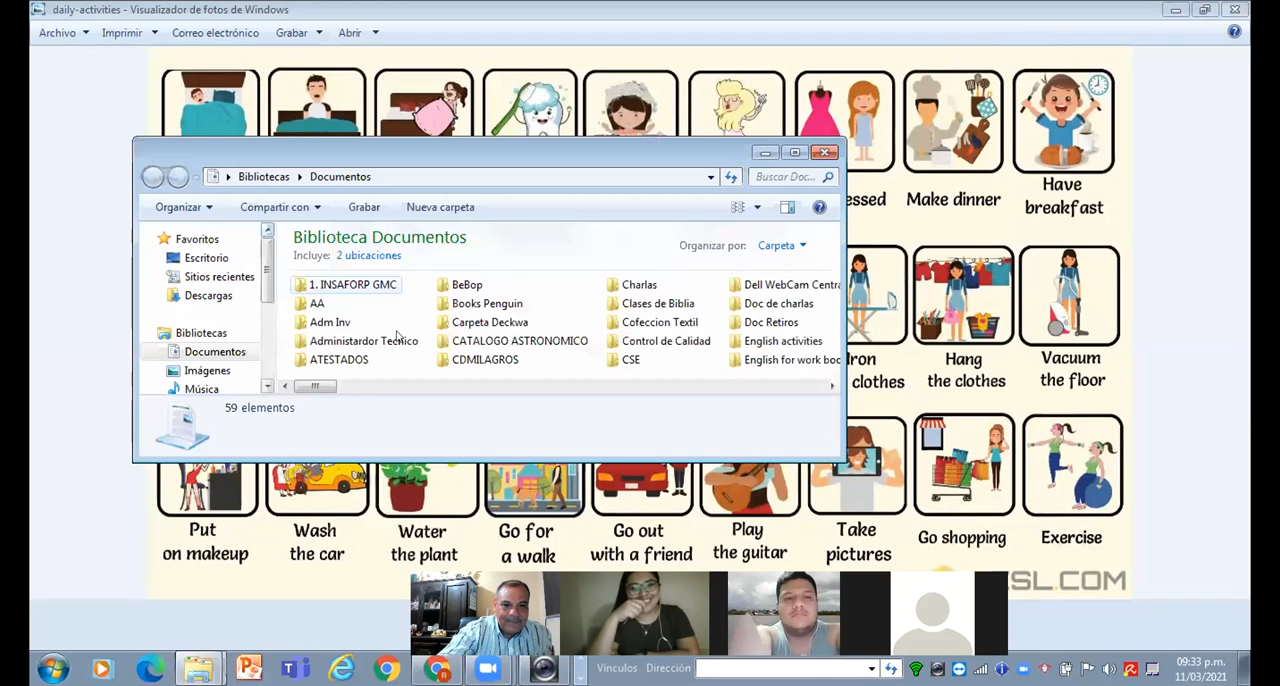 daily-activities - Visualizador de fotos de Windows
Archivo Imprimir Correo electrónico Grabar Abrir
essed Make dinner Have
breakfast
Bibliotecas Documentos Buscar Doc...
Organizar Compartir con Grabar Nueva carpeta
Favoritos
Escritorio
Sitios recientes
Descargas
Bibliotecas
Documentos
Imágenes
Música
Biblioteca Documentos
Incluye: 2 ubicaciones
Organizar por: Carpeta
1. INSAFORP GMC BeBop Charlas Dell WebCam Centra
AA Books Penguin Clases de Biblia Doc de charlas
Adm Inv Carpeta Deckwa Cofeccion Textil Doc Retiros
Administardor Tecnico CATALOGO ASTRONOMICO Control de Calidad English activities
ATESTADOS CDMILAGROS CSE English for work boo
59 elementos
Iron
clothes
Hang
the clothes
Vacuum
the floor
Put
on makeup
Wash
the car
Water
the plant
Go for
a walk
Go out
with a friend
Play
the guitar
Take
pictures
Go shopping
Exercise
ESL.COM
Vínculos Dirección
09:33 p.m.
11/03/2021